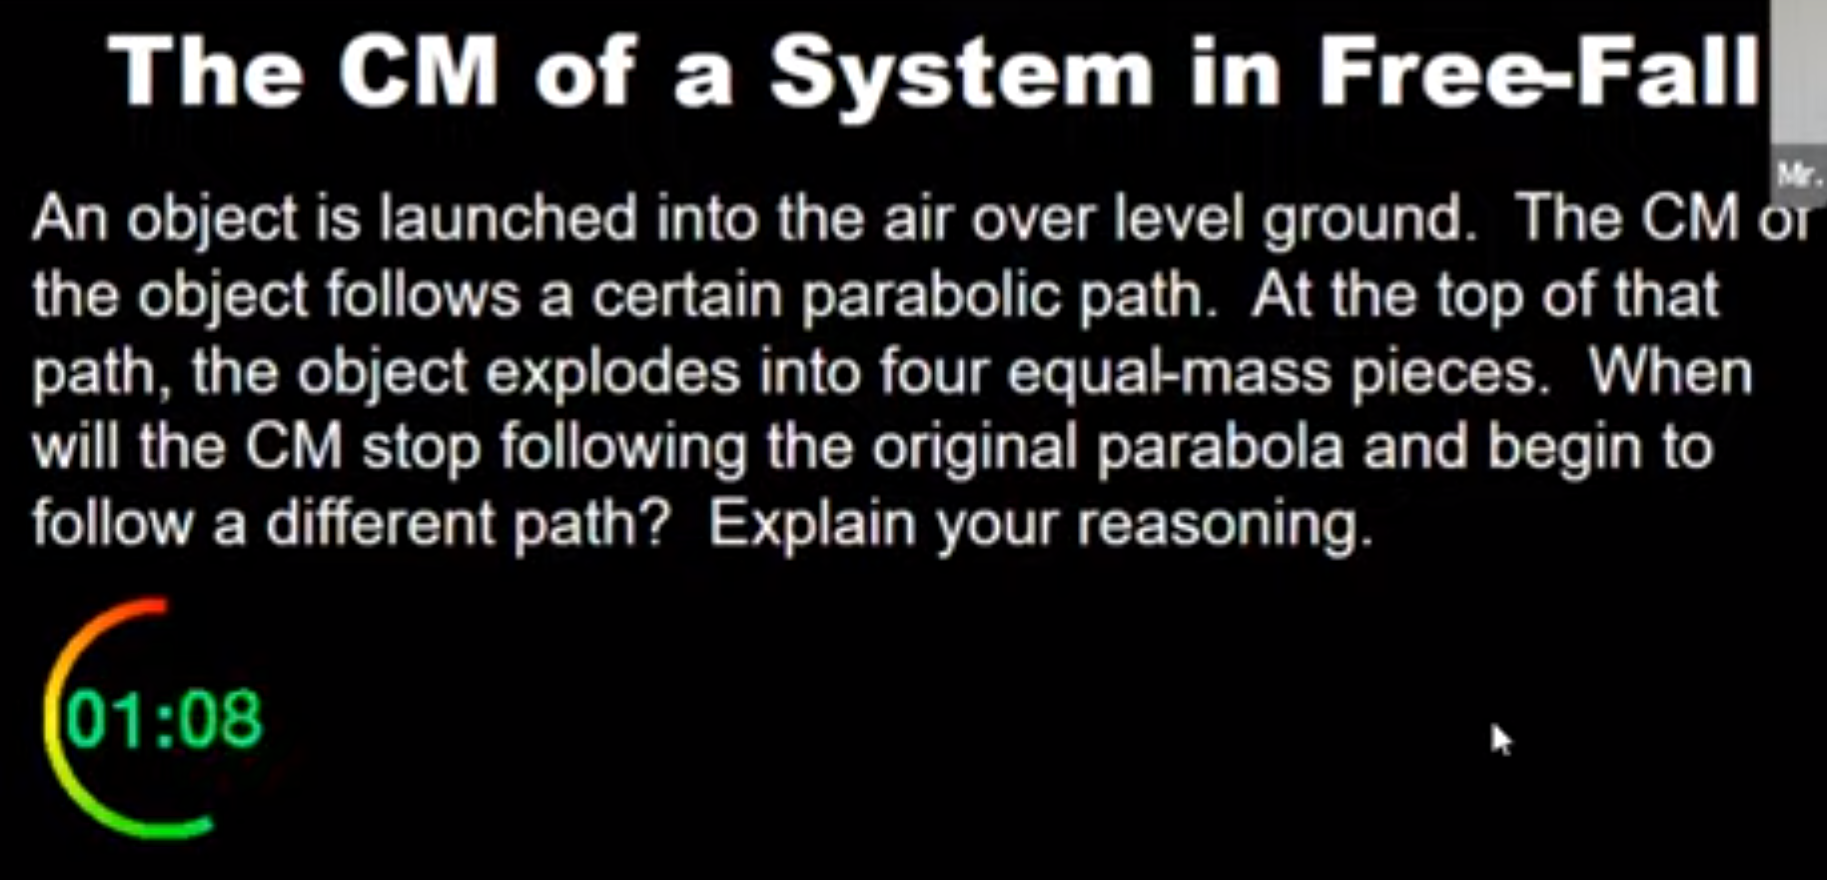 The CM of a System in Free-Fall
Mr.
An object is launched into the air over level ground. The CM of
the object follows a certain parabolic path. At the top of that
path, the object explodes into four equal-mass pieces. When
will the CM stop following the original parabola and begin to
follow a different path? Explain your reasoning.
01:08